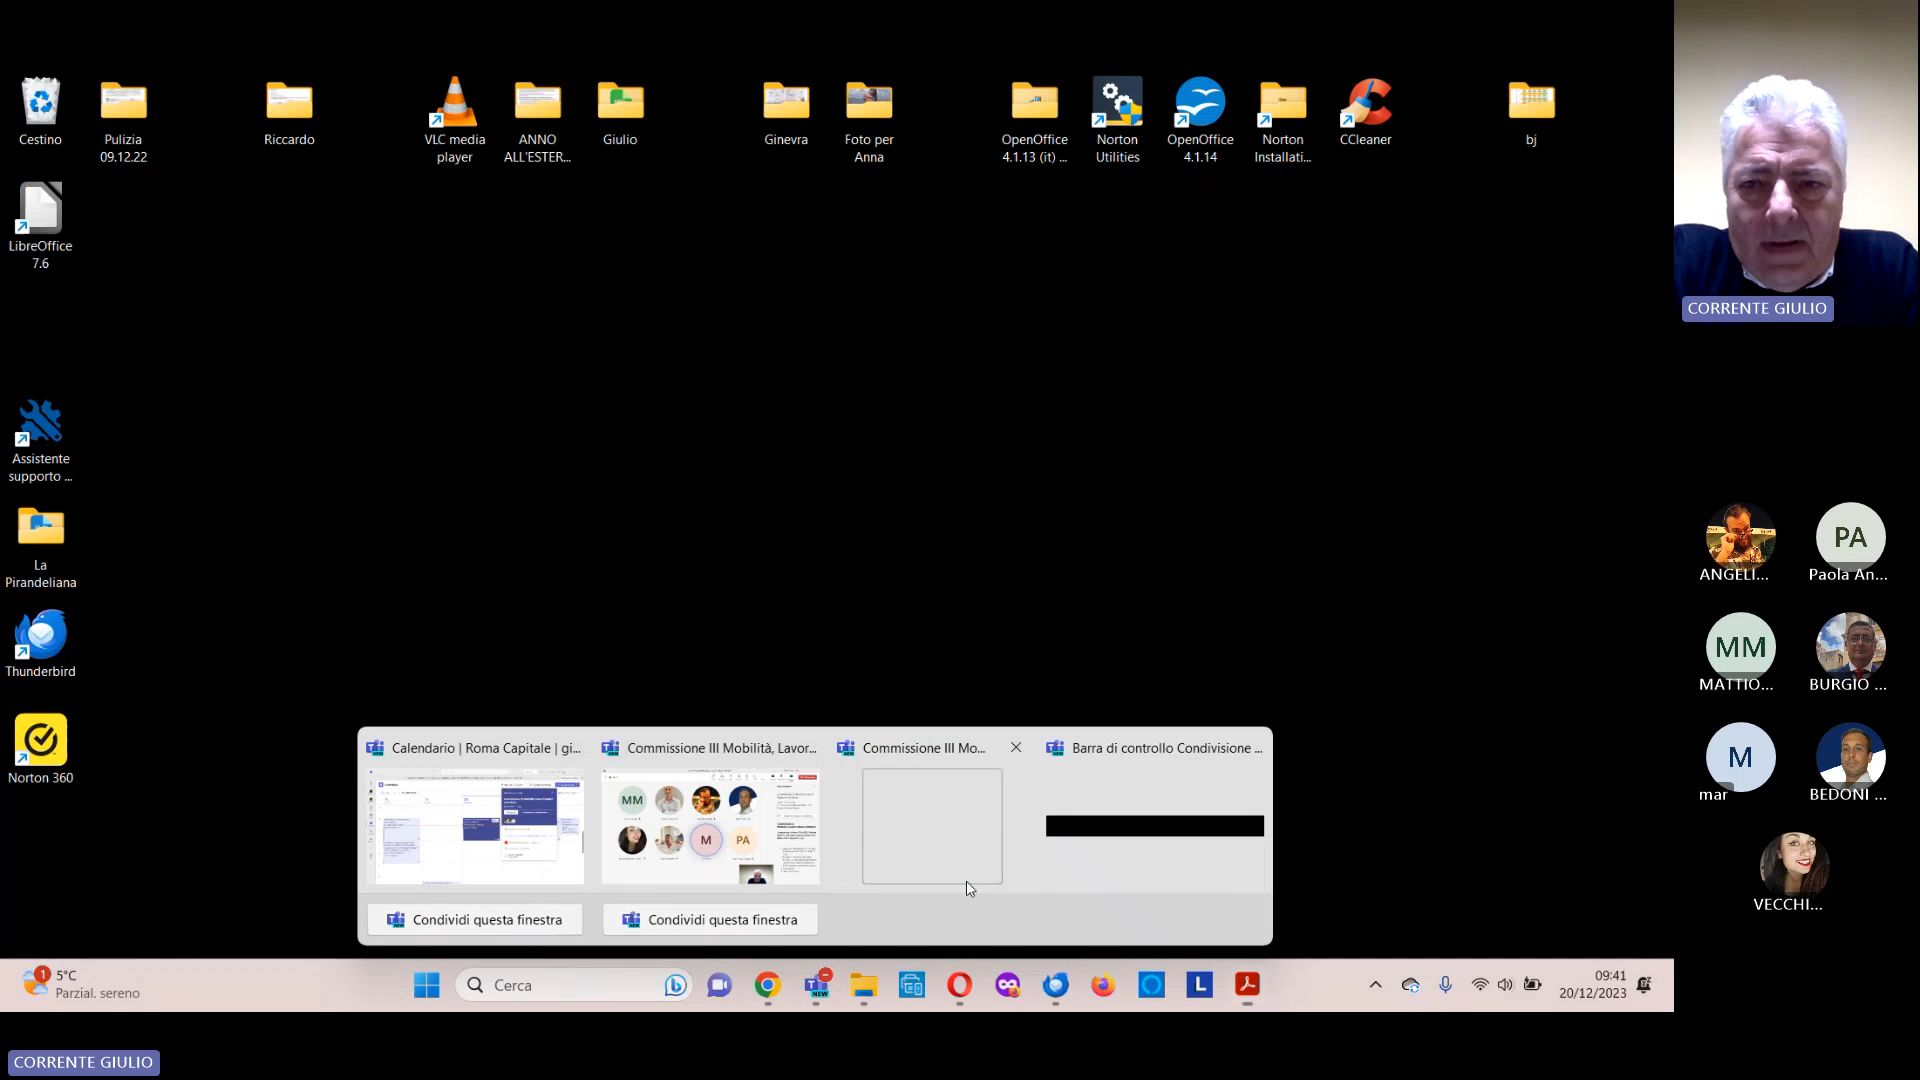 Cestino
Pulizia
09.12.22
Riccardo
VLC media
player
ANNO
ALL'ESTER...
Giulio
Ginevra
Foto per
Anna
OpenOffice
4.1.13 (it) ...
Norton
Utilities
OpenOffice
4.1.14
Norton
Installati...
CCleaner
bj
LibreOffice
7.6
CORRENTE GIULIO
Assistente
supporto ...
La
Pirandeliana
Thunderbird
Norton 360
ANGELI...
PA
Paola An...
MM
MATTIO...
BURGIO ...
M
mar
BEDONI ...
VECCHI...
Calendario | Roma Capitale | gi...
Commissione III Mobilità, Lavor...
Commissione III Mo...
Barra di controllo Condivisione ...
MM
M
PA
Condividi questa finestra
Condividi questa finestra
1
5°C
Parzial. sereno
Cerca
NEW
L
09:41
20/12/2023
CORRENTE GIULIO